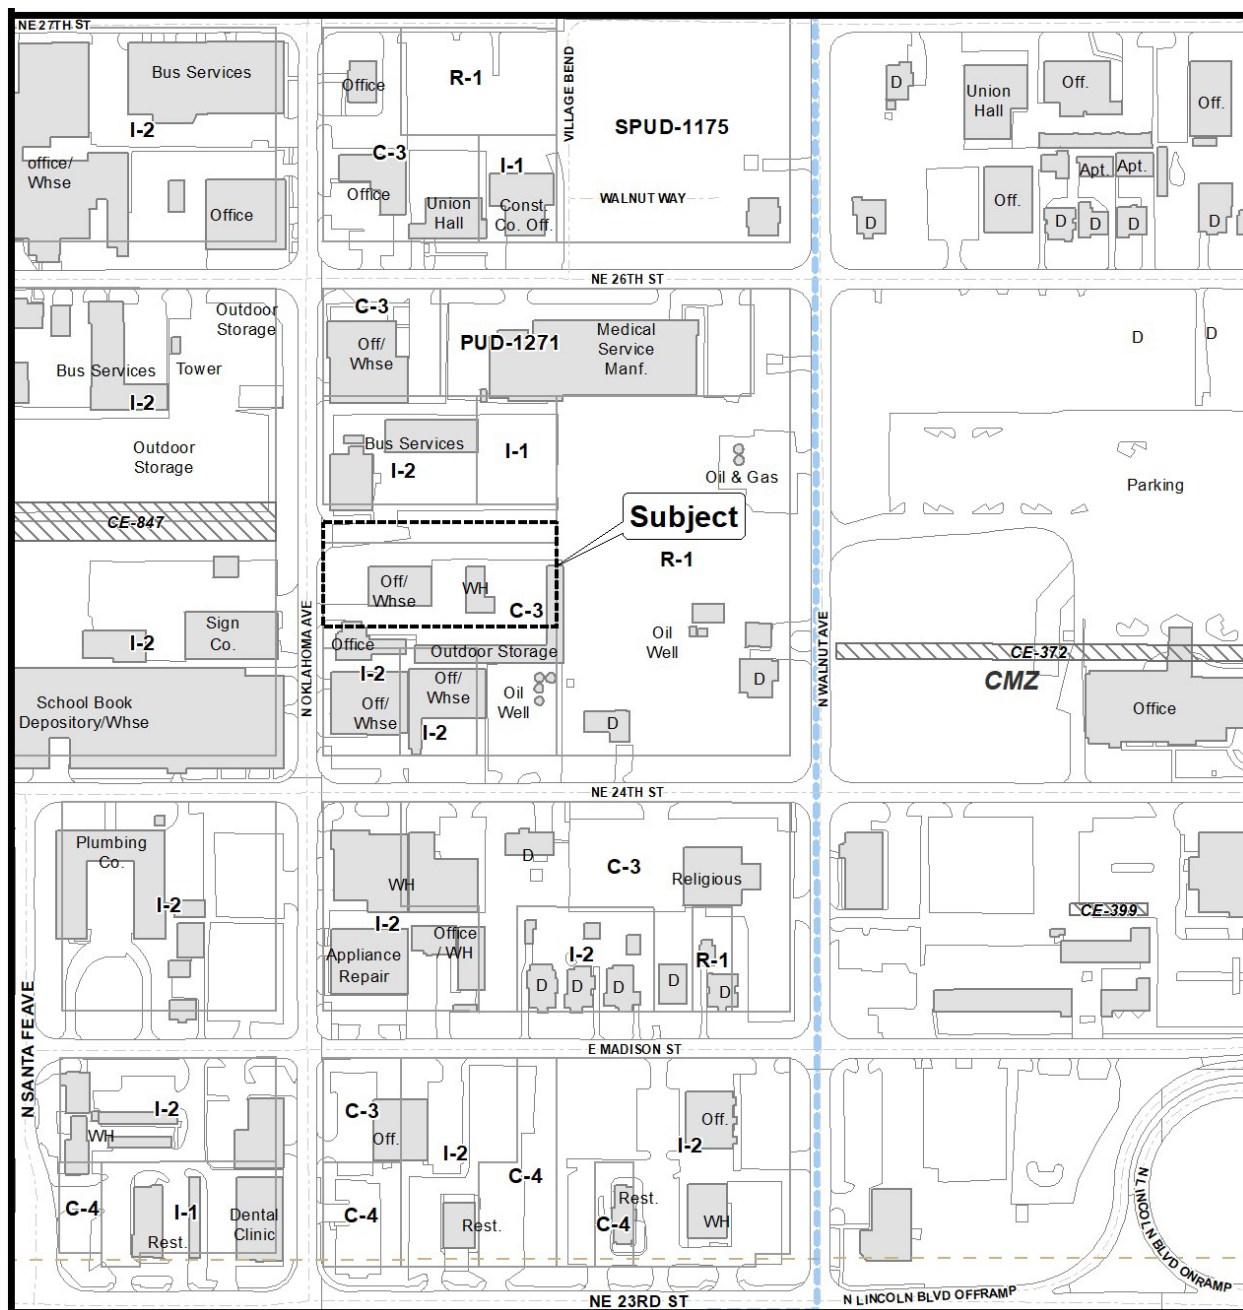 NE 27TH ST
Bus Services
I-2
office/
Whse
Office
Office
R-1
C-3
Office
I-1
Union
Hall
Const.
Co. Off.
VILLAGE BEND
SPUD-1175
WALNUT WAY
D
Union
Hall
Off.
Off.
Off.
Apt.
Apt.
D
D
D
D
D
NE 26TH ST
Outdoor
Storage
Bus Services
Tower
I-2
Outdoor
Storage
CE-847
C-3
Off/
Whse
PUD-1271
Medical
Service
Manf.
Bus Services
I-2
I-1
Oil & Gas
D
D
Parking
Subject
R-1
Off/
Whse
WH
C-3
N OKLAHOMA AVE
N WALNUT AVE
Sign
Co.
I-2
School Book
Depository/Whse
Office
Outdoor Storage
I-2
Off/
Whse
Off/
Whse
I-2
Oil
Well
Oil
Well
D
D
CE-372
CMZ
Office
NE 24TH ST
Plumbing
Co.
I-2
WH
D
C-3
Religious
I-2
Office
/ WH
Appliance
Repair
I-2
R-1
D
D
D
D
D
CE-399
E MADISON ST
N SANTA FE AVE
I-2
WH
C-4
Rest.
I-1
Dental
Clinic
C-3
Off.
I-2
C-4
C-4
Rest.
Off.
I-2
Rest.
C-4
WH
N LINCOLN BLVD ONRAMP
N LINCOLN BLVD OFFRAMP
NE 23RD ST